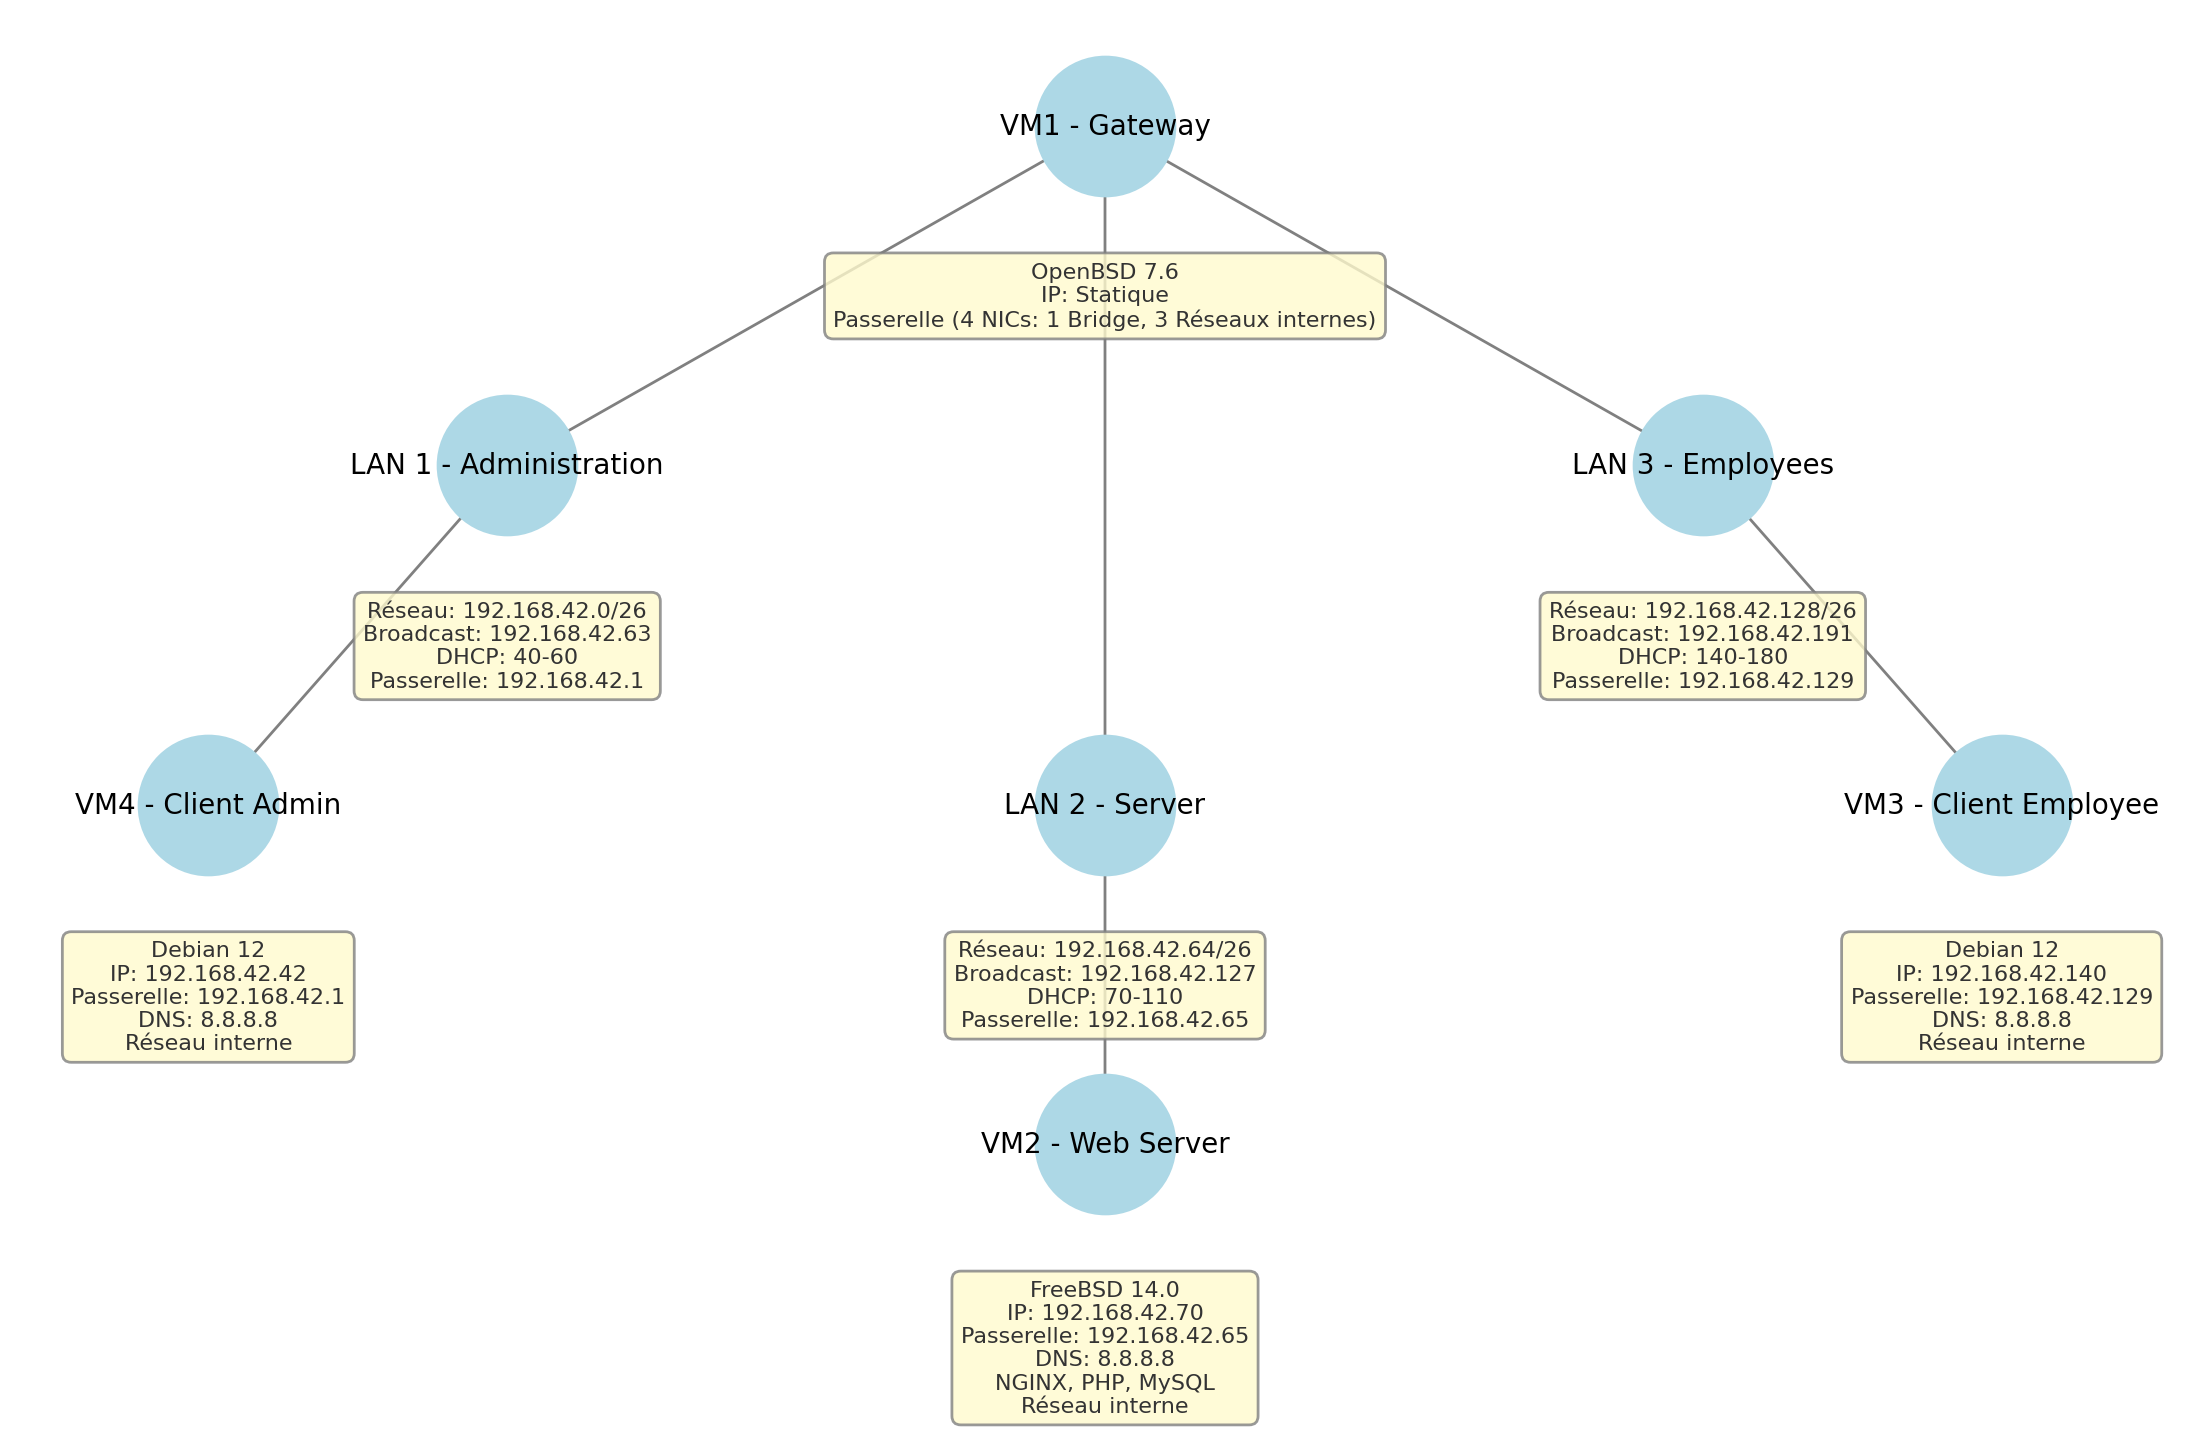 VM1 - Gateway
OpenBSD 7.6
IP: Statique
Passerelle (4 NICs: 1 Bridge, 3 Réseaux internes)
LAN 1 - Administration
Réseau: 192.168.42.0/26
Broadcast: 192.168.42.63
DHCP: 40-60
Passerelle: 192.168.42.1
LAN 3 - Employees
Réseau: 192.168.42.128/26
Broadcast: 192.168.42.191
DHCP: 140-180
Passerelle: 192.168.42.129
VM4 - Client Admin
Debian 12
IP: 192.168.42.42
Passerelle: 192.168.42.1
DNS: 8.8.8.8
Réseau interne
LAN 2 - Server
Réseau: 192.168.42.64/26
Broadcast: 192.168.42.127
DHCP: 70-110
Passerelle: 192.168.42.65
VM3 - Client Employee
Debian 12
IP: 192.168.42.140
Passerelle: 192.168.42.129
DNS: 8.8.8.8
Réseau interne
VM2 - Web Server
FreeBSD 14.0
IP: 192.168.42.70
Passerelle: 192.168.42.65
DNS: 8.8.8.8
NGINX, PHP, MySQL
Réseau interne